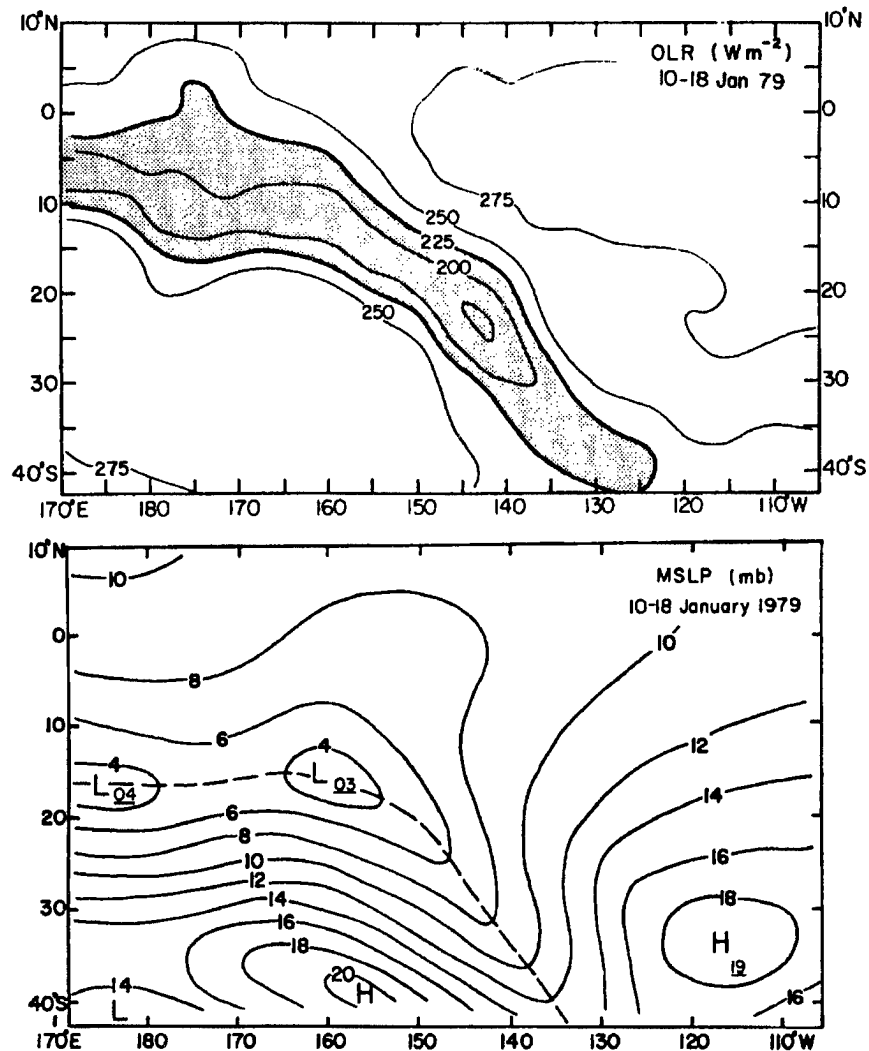 10°N
10°N
OLR (Wm⁻²)
10-18 Jan 79
0
0
275
10
10
250
225
200
20
20
250
30
30
275
40°S
40°S
170°E 180 170 160 150 140 130 120 110°W
10°N
10
MSLP (mb)
10-18 January 1979
0
10
8
10
6
12
4
4
L 04
L 03
14
6
20
8
10
16
12
14
18
30
16
18
H 19
20
H
14
16
40°S
L
170°E 180 170 160 150 140 130 120 110°W